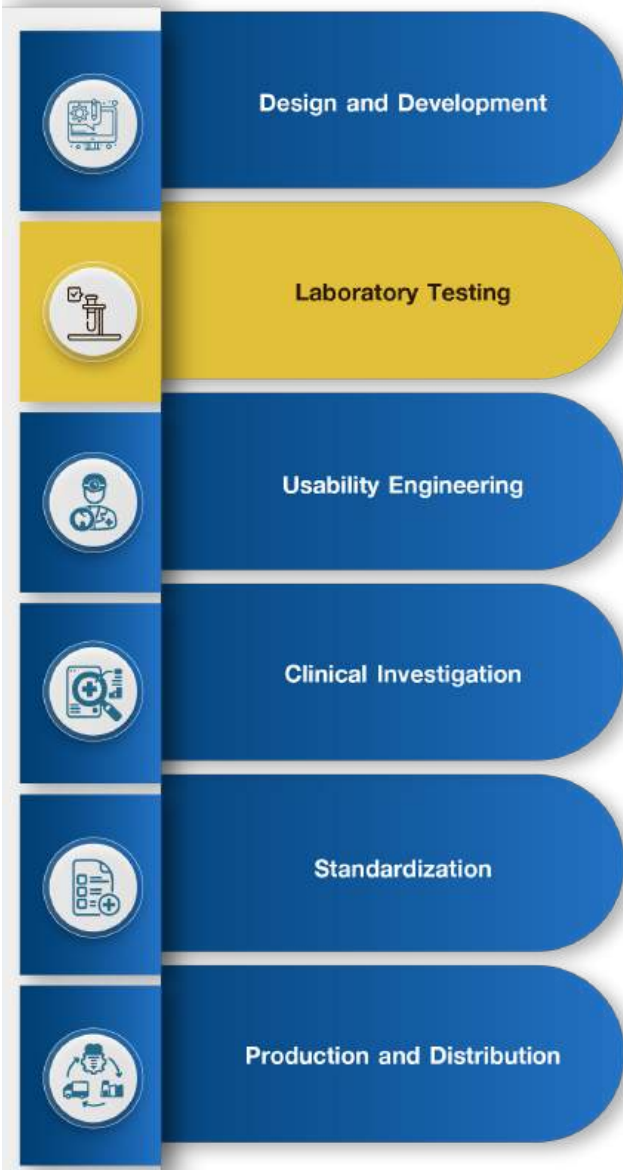 Design and Development
Laboratory Testing
Usability Engineering
Clinical Investigation
Standardization
Production and Distribution